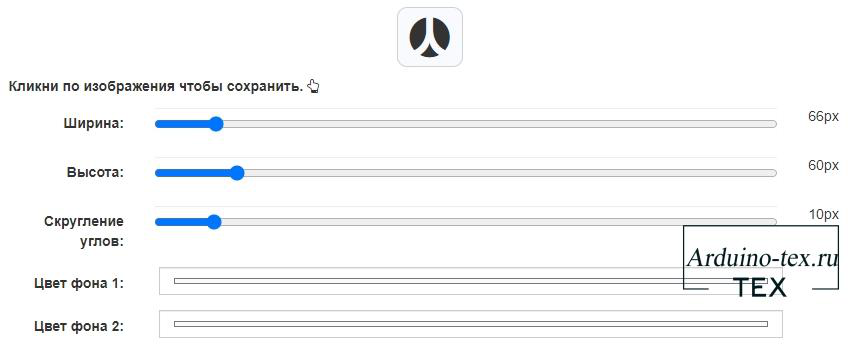 Кликни по изображения чтобы сохранить.
Ширина: 66px
Высота: 60px
Скругление 10px
углов:
Arduino-tex.ru
Цвет фона 1:
TEX
Цвет фона 2: